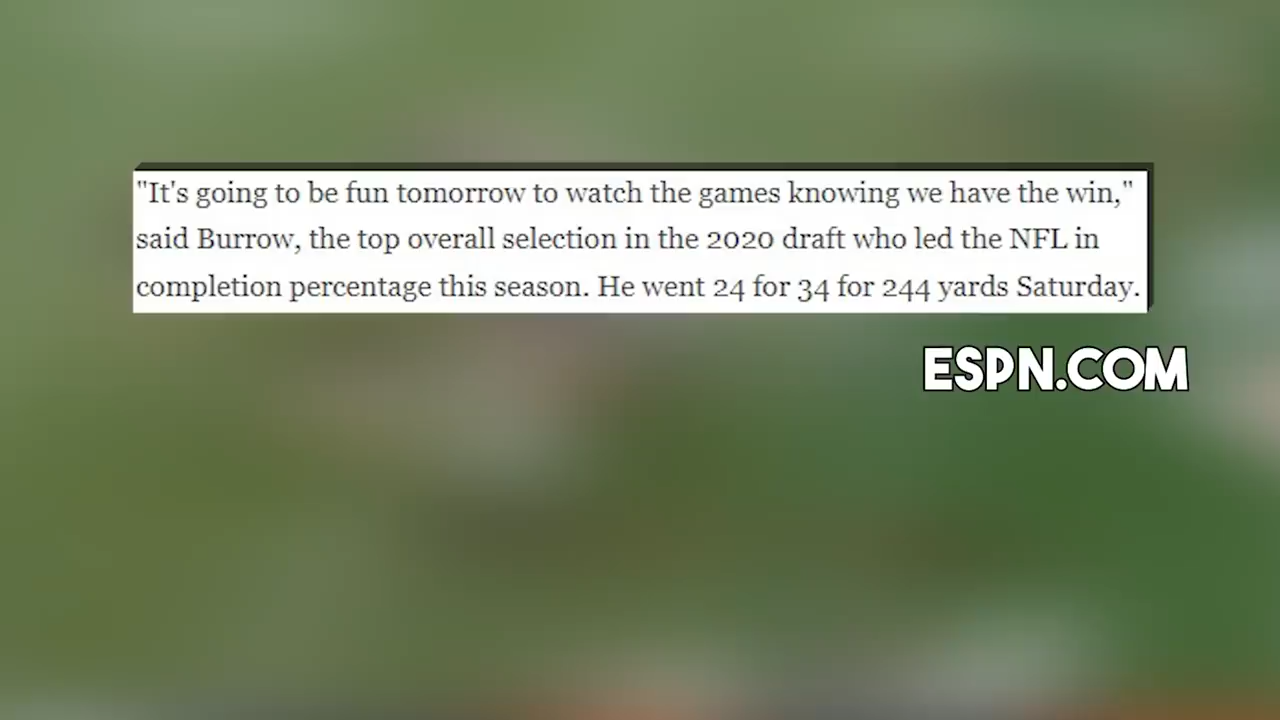 "It's going to be fun tomorrow to watch the games knowing we have the win,"
said Burrow, the top overall selection in the 2020 draft who led the NFL in
completion percentage this season. He went 24 for 34 for 244 yards Saturday.
ESPN.COM